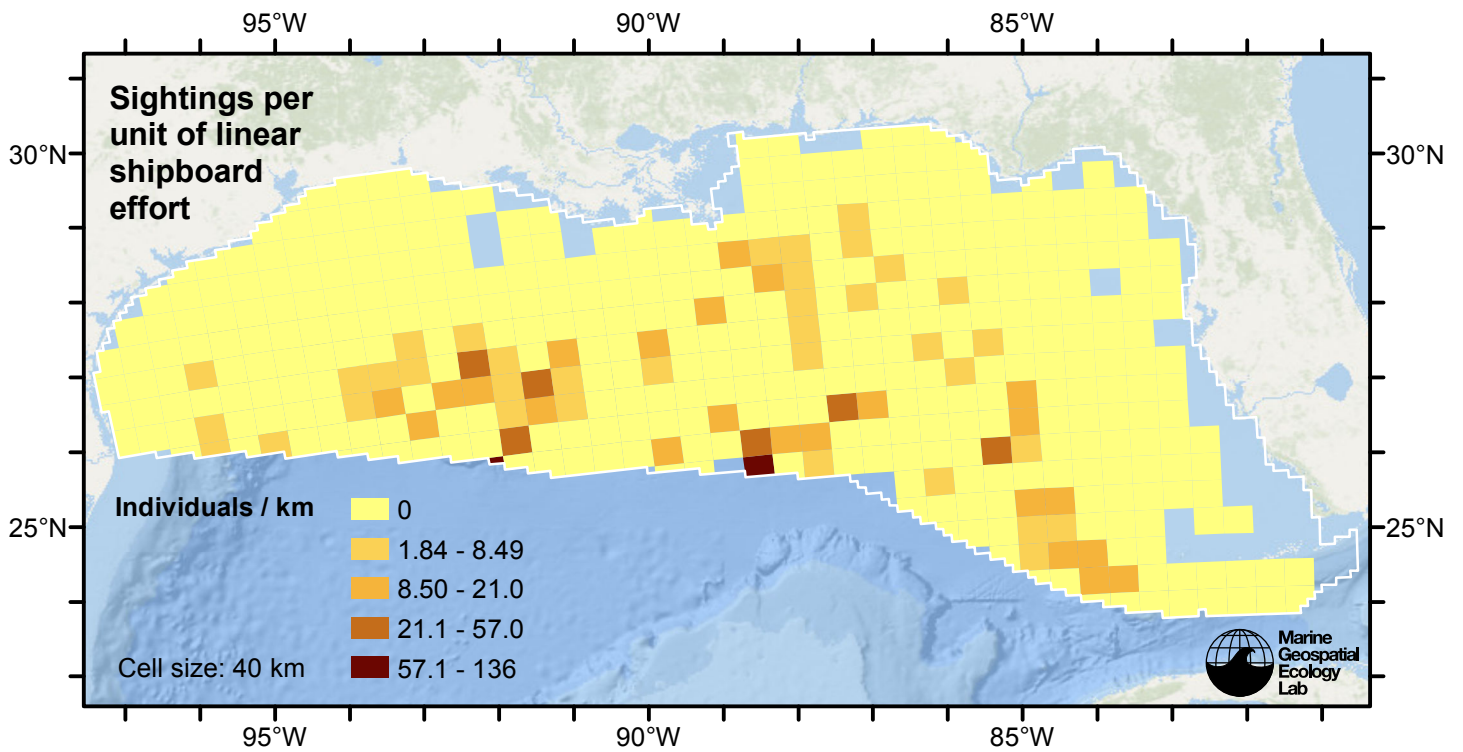 95°W 90°W 85°W
Sightings per
unit of linear
shipboard
effort
30°N 30°N
25°N 25°N
Individuals / km
0
1.84 - 8.49
8.50 - 21.0
21.1 - 57.0
57.1 - 136
Cell size: 40 km
Marine
Geospatial
Ecology
Lab
95°W 90°W 85°W